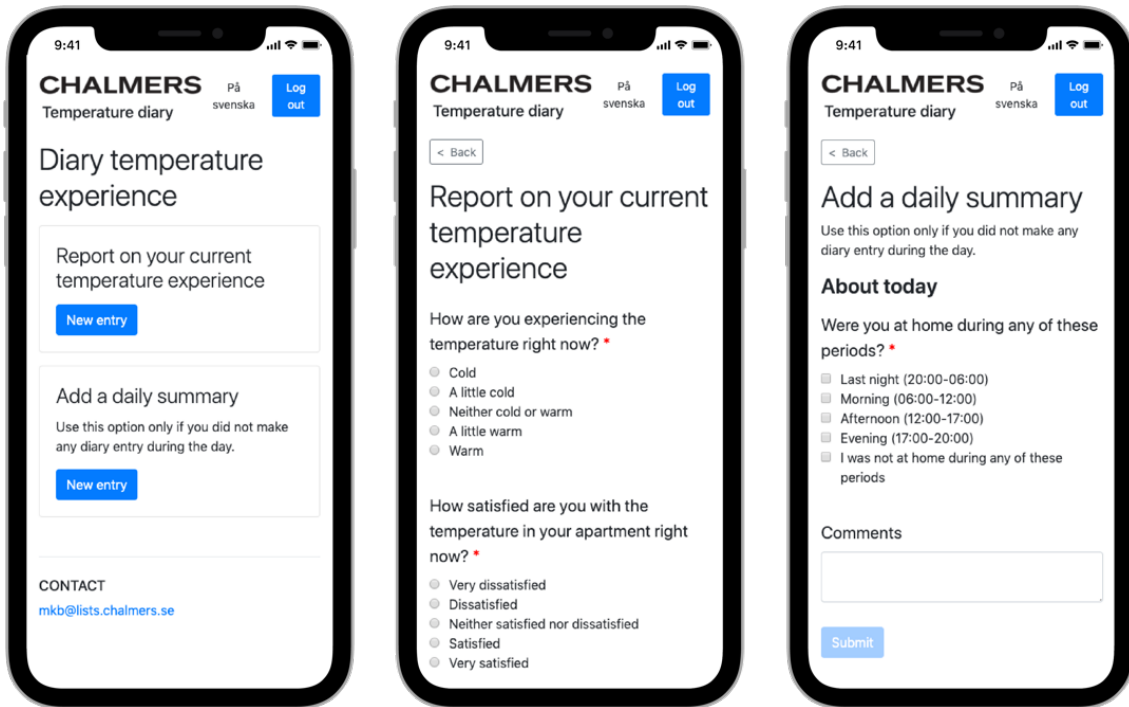 9:41
CHALMERS
På
svenska
Log
out
Temperature diary
Diary temperature
experience
Report on your current
temperature experience
New entry
Add a daily summary
Use this option only if you did not make
any diary entry during the day.
New entry
CONTACT
mkb@lists.chalmers.se
9:41
CHALMERS
På
svenska
Log
out
Temperature diary
< Back
Report on your current
temperature
experience
How are you experiencing the
temperature right now? *
Cold
A little cold
Neither cold or warm
A little warm
Warm
How satisfied are you with the
temperature in your apartment right
now? *
Very dissatisfied
Dissatisfied
Neither satisfied nor dissatisfied
Satisfied
Very satisfied
9:41
CHALMERS
På
svenska
Log
out
Temperature diary
< Back
Add a daily summary
Use this option only if you did not make any
diary entry during the day.
About today
Were you at home during any of these
periods? *
Last night (20:00-06:00)
Morning (06:00-12:00)
Afternoon (12:00-17:00)
Evening (17:00-20:00)
I was not at home during any of these
periods
Comments
Submit